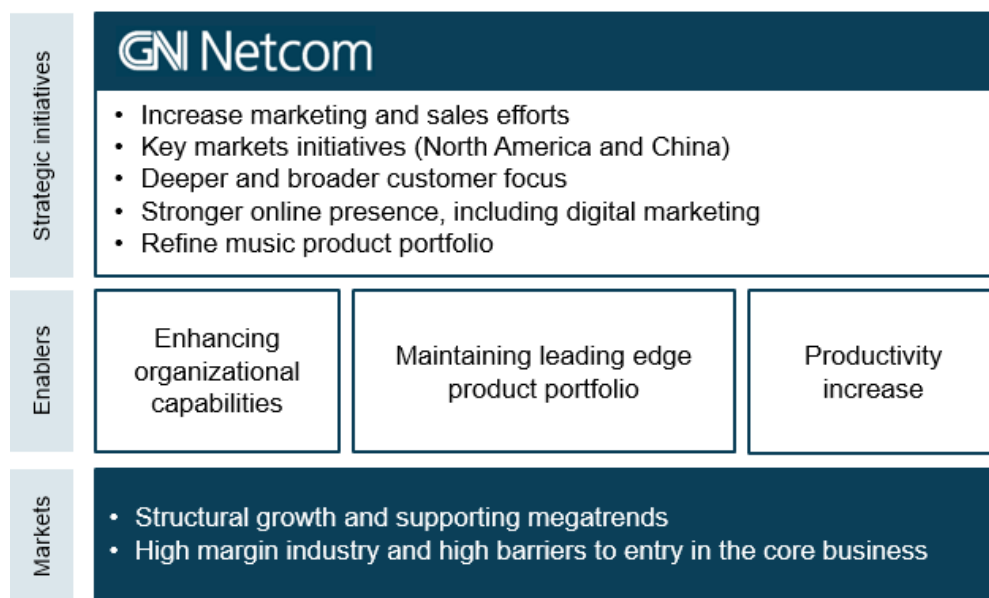 Strategic initiatives
GN Netcom
• Increase marketing and sales efforts
• Key markets initiatives (North America and China)
• Deeper and broader customer focus
• Stronger online presence, including digital marketing
• Refine music product portfolio
Enablers
Enhancing
organizational
capabilities
Maintaining leading edge
product portfolio
Productivity
increase
Markets
• Structural growth and supporting megatrends
• High margin industry and high barriers to entry in the core business